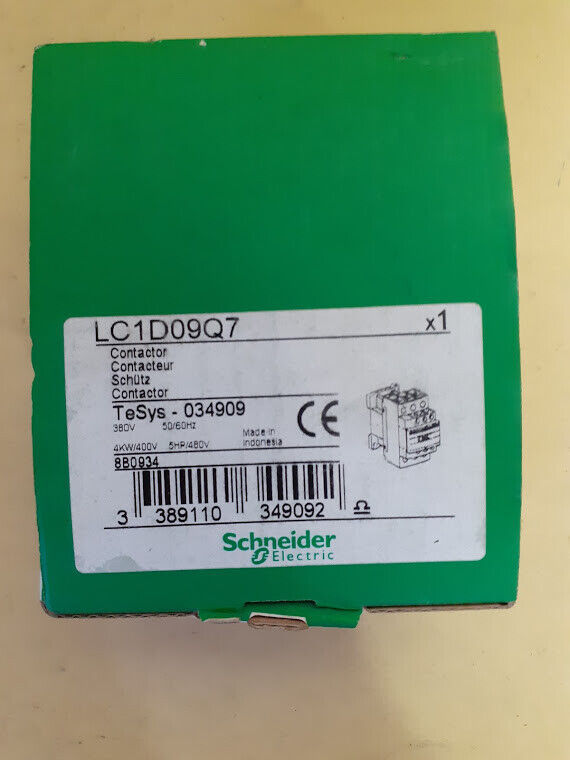 LC1D09Q7 x1
Contactor
Contacteur
Schütz
Contactor
TeSys - 034909
380V 50/60Hz
4KW/400V 5HP/480V Made in
Indonesia
8B0934
3 389110 349092
Schneider
Electric